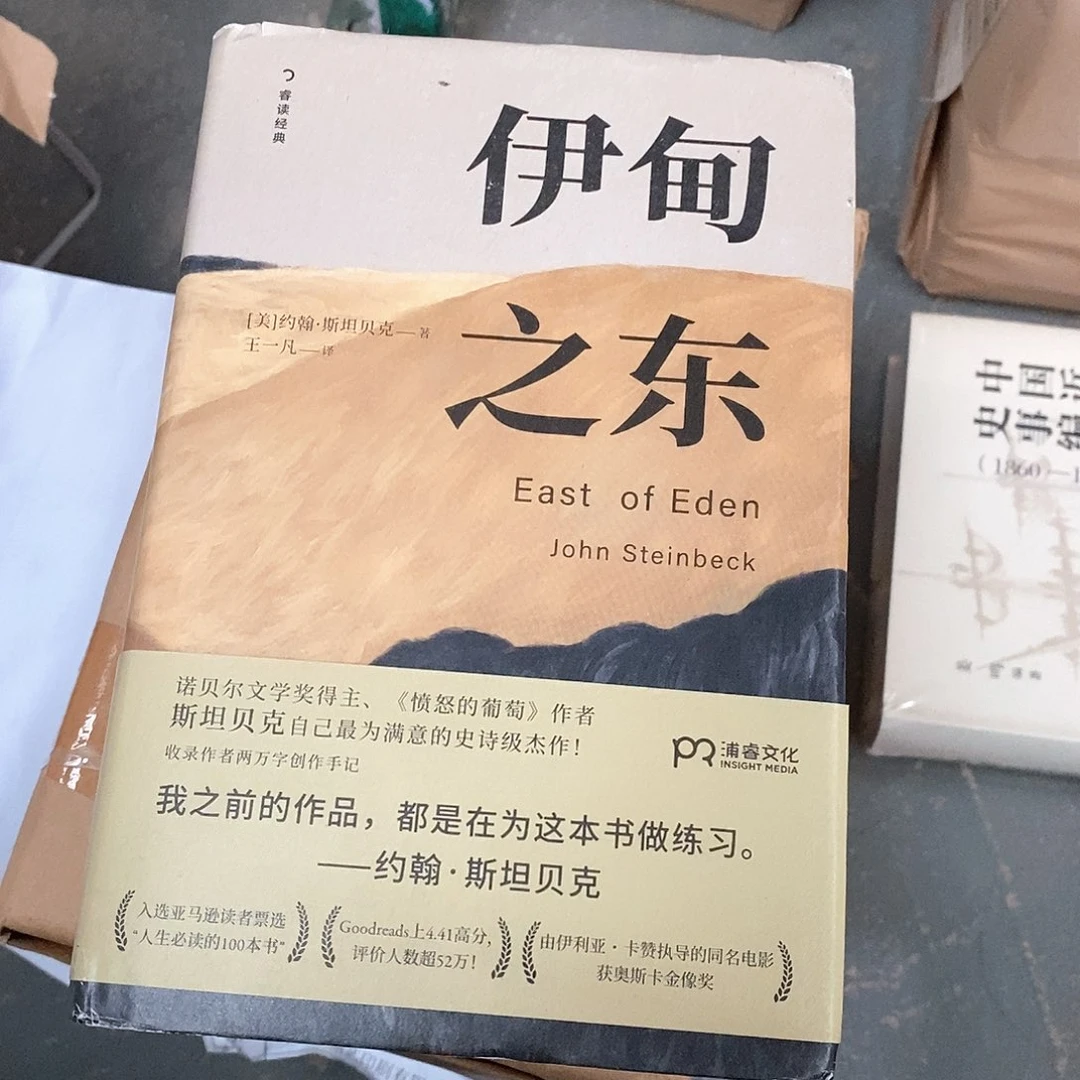 睿读经典
伊甸
之东
[美]约翰·斯坦贝克—著
王一凡—译
East of Eden
John Steinbeck
诺贝尔文学奖得主、《愤怒的葡萄》作者
斯坦贝克自己最为满意的史诗级杰作!
收录作者两万字创作手记
浦睿文化
INSIGHT MEDIA
我之前的作品，都是在为这本书做练习。
——约翰·斯坦贝克
入选亚马逊读者票选
“人生必读的100本书”
Goodreads上4.41高分,
评价人数超52万!
由伊利亚·卡赞执导的同名电影
获奥斯卡金像奖
中国近
史事编
(1860—1